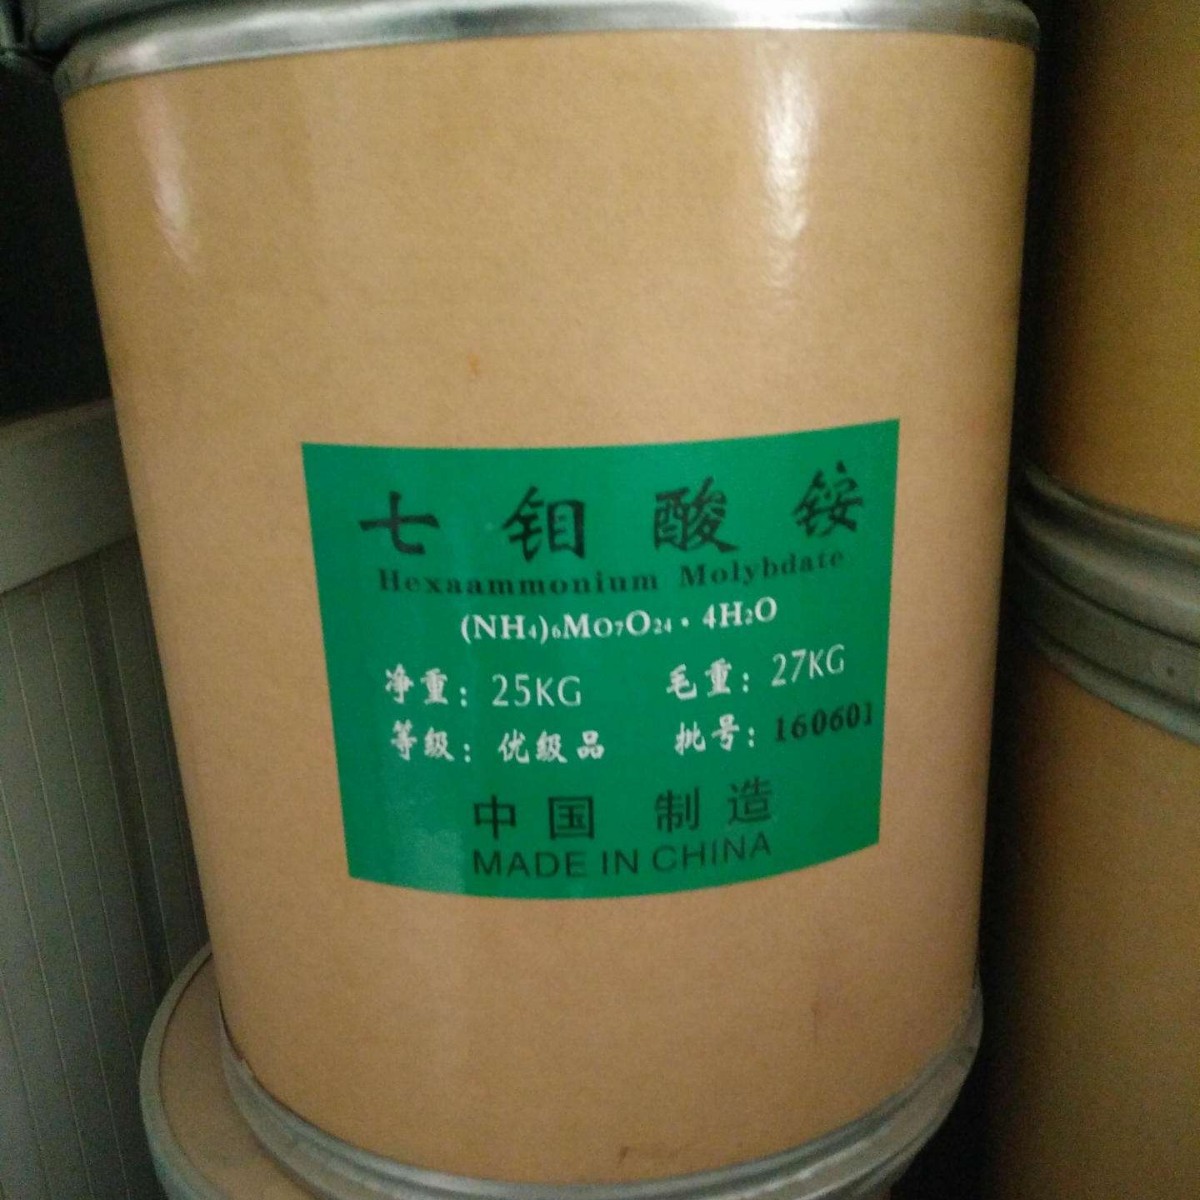 七钼酸铵
Hexaammonium Molybdate
(NH₄)₆Mo₇O₂₄·4H₂O
净重：25KG 毛重：27KG
等级：优级品 批号：160601
中国 制造
MADE IN CHINA